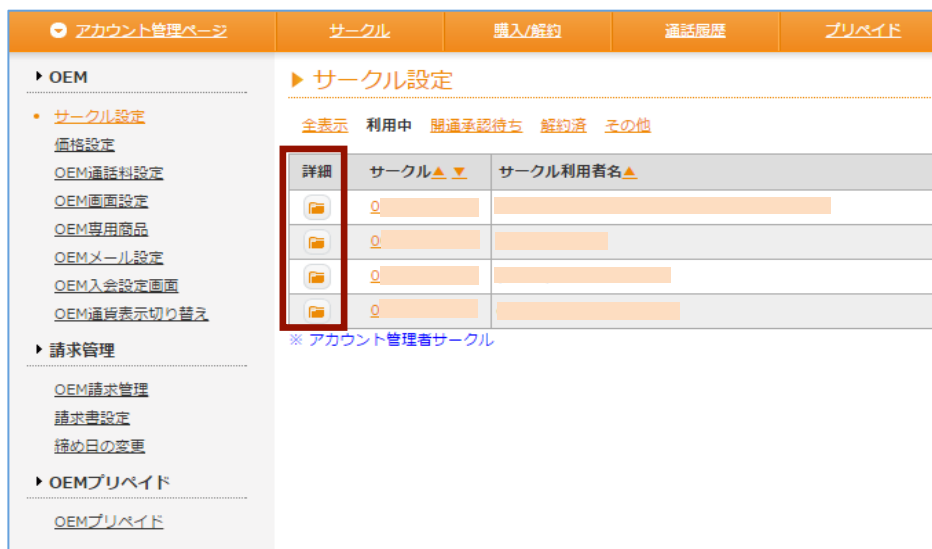 アカウント管理ページ サークル 購入/解約 通話履歴 プリペイド
OEM
サークル設定
価格設定
OEM通話料設定
OEM画面設定
OEM専用商品
OEMメール設定
OEM入会設定画面
OEM通貨表示切り替え
請求管理
OEM請求管理
請求書設定
締め日の変更
OEMプリペイド
OEMプリペイド
サークル設定
全表示 利用中 開通承認待ち 解約済 その他
詳細 サークル▲ ▼ サークル利用者名▲
0
0
0
0
※ アカウント管理者サークル